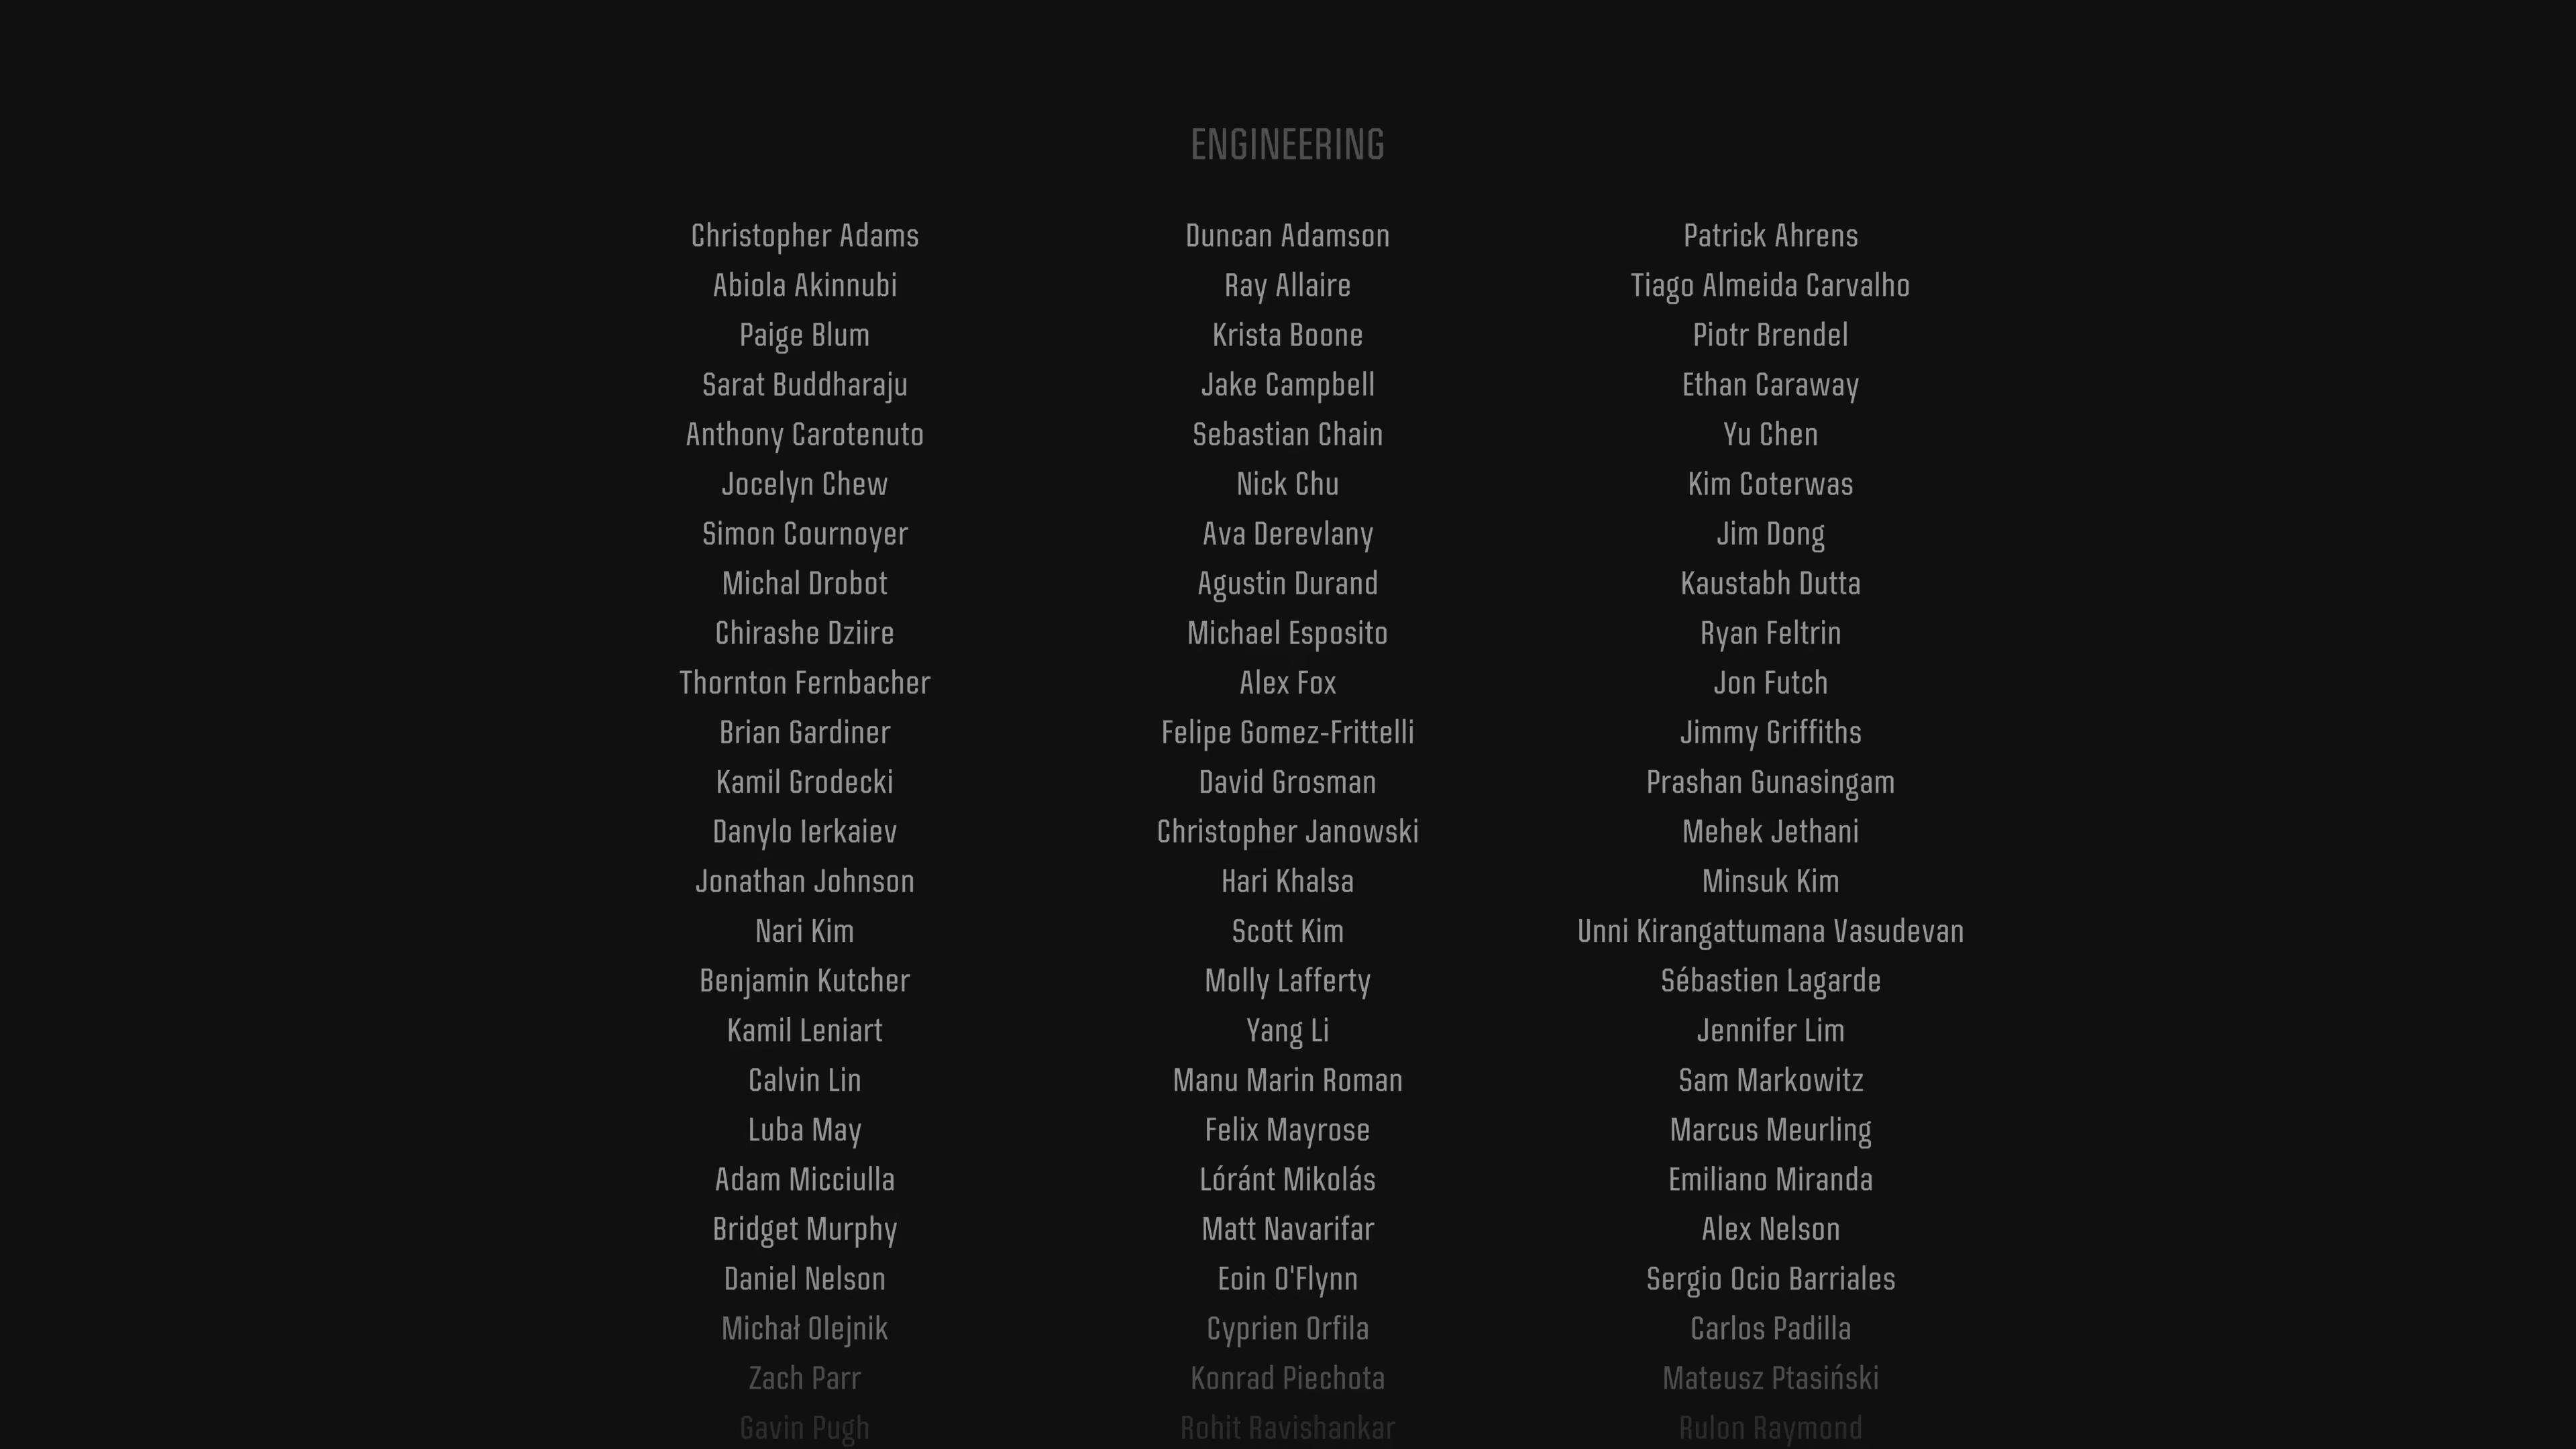 ENGINEERING
Christopher Adams Duncan Adamson Patrick Ahrens
Abiola Akinnubi Ray Allaire Tiago Almeida Carvalho
Paige Blum Krista Boone Piotr Brendel
Sarat Buddharaju Jake Campbell Ethan Caraway
Anthony Carotenuto Sebastian Chain Yu Chen
Jocelyn Chew Nick Chu Kim Coterwas
Simon Cournoyer Ava Derevlany Jim Dong
Michal Drobot Agustin Durand Kaustabh Dutta
Chirashe Dziire Michael Esposito Ryan Feltrin
Thornton Fernbacher Alex Fox Jon Futch
Brian Gardiner Felipe Gomez-Frittelli Jimmy Griffiths
Kamil Grodecki David Grosman Prashan Gunasingam
Danylo Ierkaiev Christopher Janowski Mehek Jethani
Jonathan Johnson Hari Khalsa Minsuk Kim
Nari Kim Scott Kim Unni Kirangattumana Vasudevan
Benjamin Kutcher Molly Lafferty Sébastien Lagarde
Kamil Leniart Yang Li Jennifer Lim
Calvin Lin Manu Marin Roman Sam Markowitz
Luba May Felix Mayrose Marcus Meurling
Adam Micciulla Lóránt Mikolás Emiliano Miranda
Bridget Murphy Matt Navarifar Alex Nelson
Daniel Nelson Eoin O'Flynn Sergio Ocio Barriales
Michał Olejnik Cyprien Orfila Carlos Padilla
Zach Parr Konrad Piechota Mateusz Ptasiński
Gavin Pugh Rohit Ravishankar Rulon Raymond